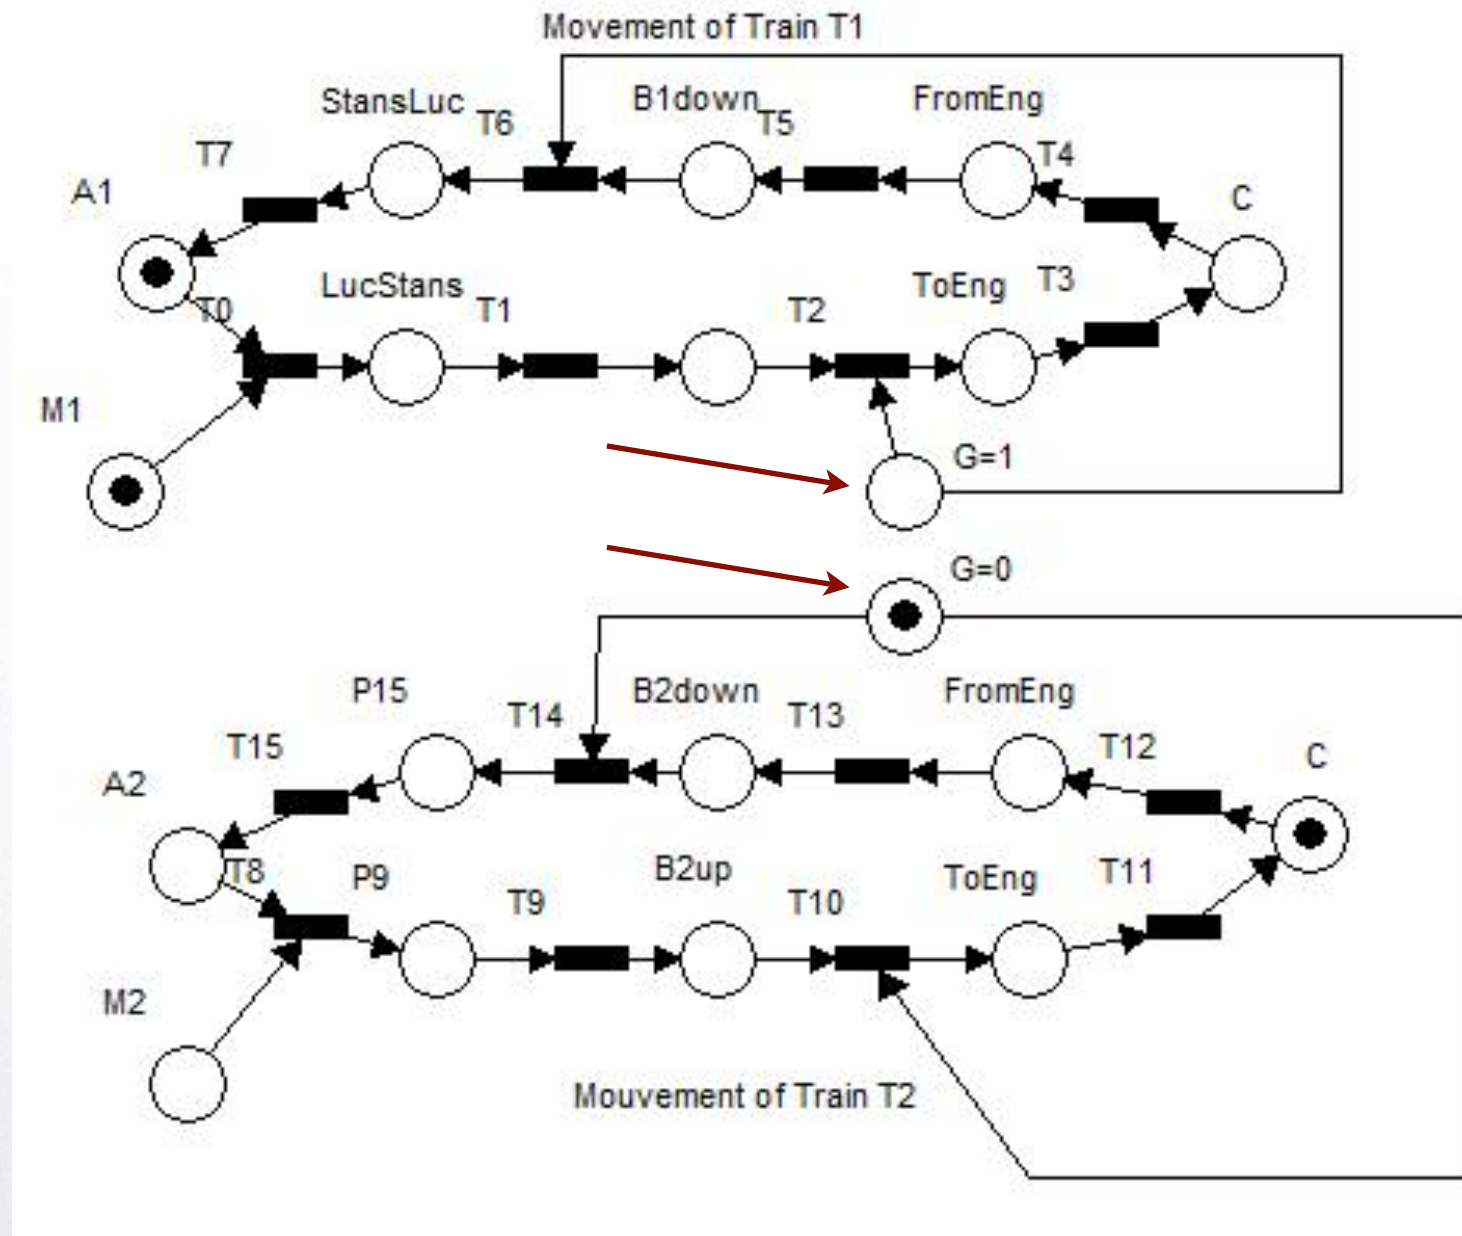 Movement of Train T1
StansLuc
T6
B1down
T5
FromEng
T7
T4
A1
C
T0
LucStans
T1
T2
ToEng
T3
M1
G=1
G=0
P15
T14
B2down
T13
FromEng
T15
T12
A2
C
T8
P9
T9
B2up
T10
ToEng
T11
M2
Mouvement of Train T2